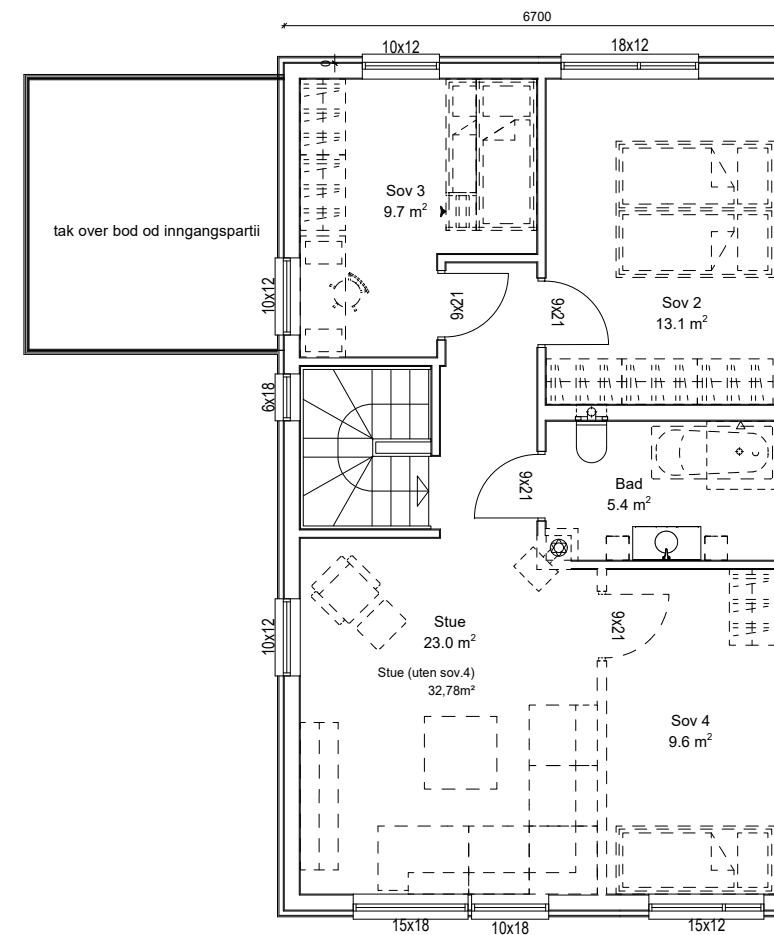 6700
10x12
18x12
0
Sov 3
9.7 m²
tak over bod od inngangspartii
10x12
9x21
9x21
Sov 2
13.1 m²
6x18
9x21
Bad
5.4 m²
10x12
Stue
23.0 m²
9x21
Stue (uten sov.4)
32,78m²
Sov 4
9.6 m²
15x18
10x18
15x12